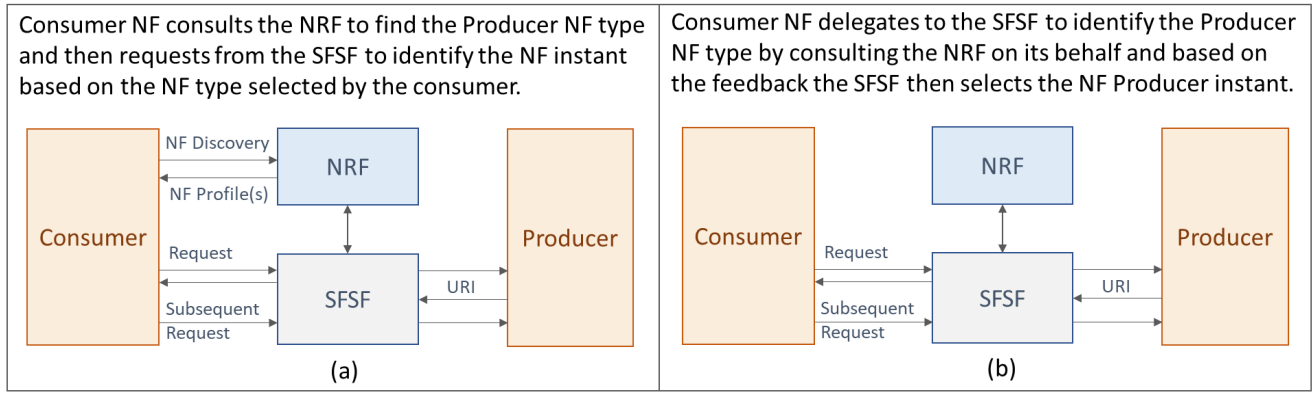 Consumer NF consults the NRF to find the Producer NF type
and then requests from the SFSF to identify the NF instant
based on the NF type selected by the consumer.
NF Discovery
NRF
NF Profile(s)
Consumer
Producer
Request
SFSF
URI
Subsequent
Request
(a)
Consumer NF delegates to the SFSF to identify the Producer
NF type by consulting the NRF on its behalf and based on
the feedback the SFSF then selects the NF Producer instant.
NRF
Consumer
Producer
Request
SFSF
URI
Subsequent
Request
(b)